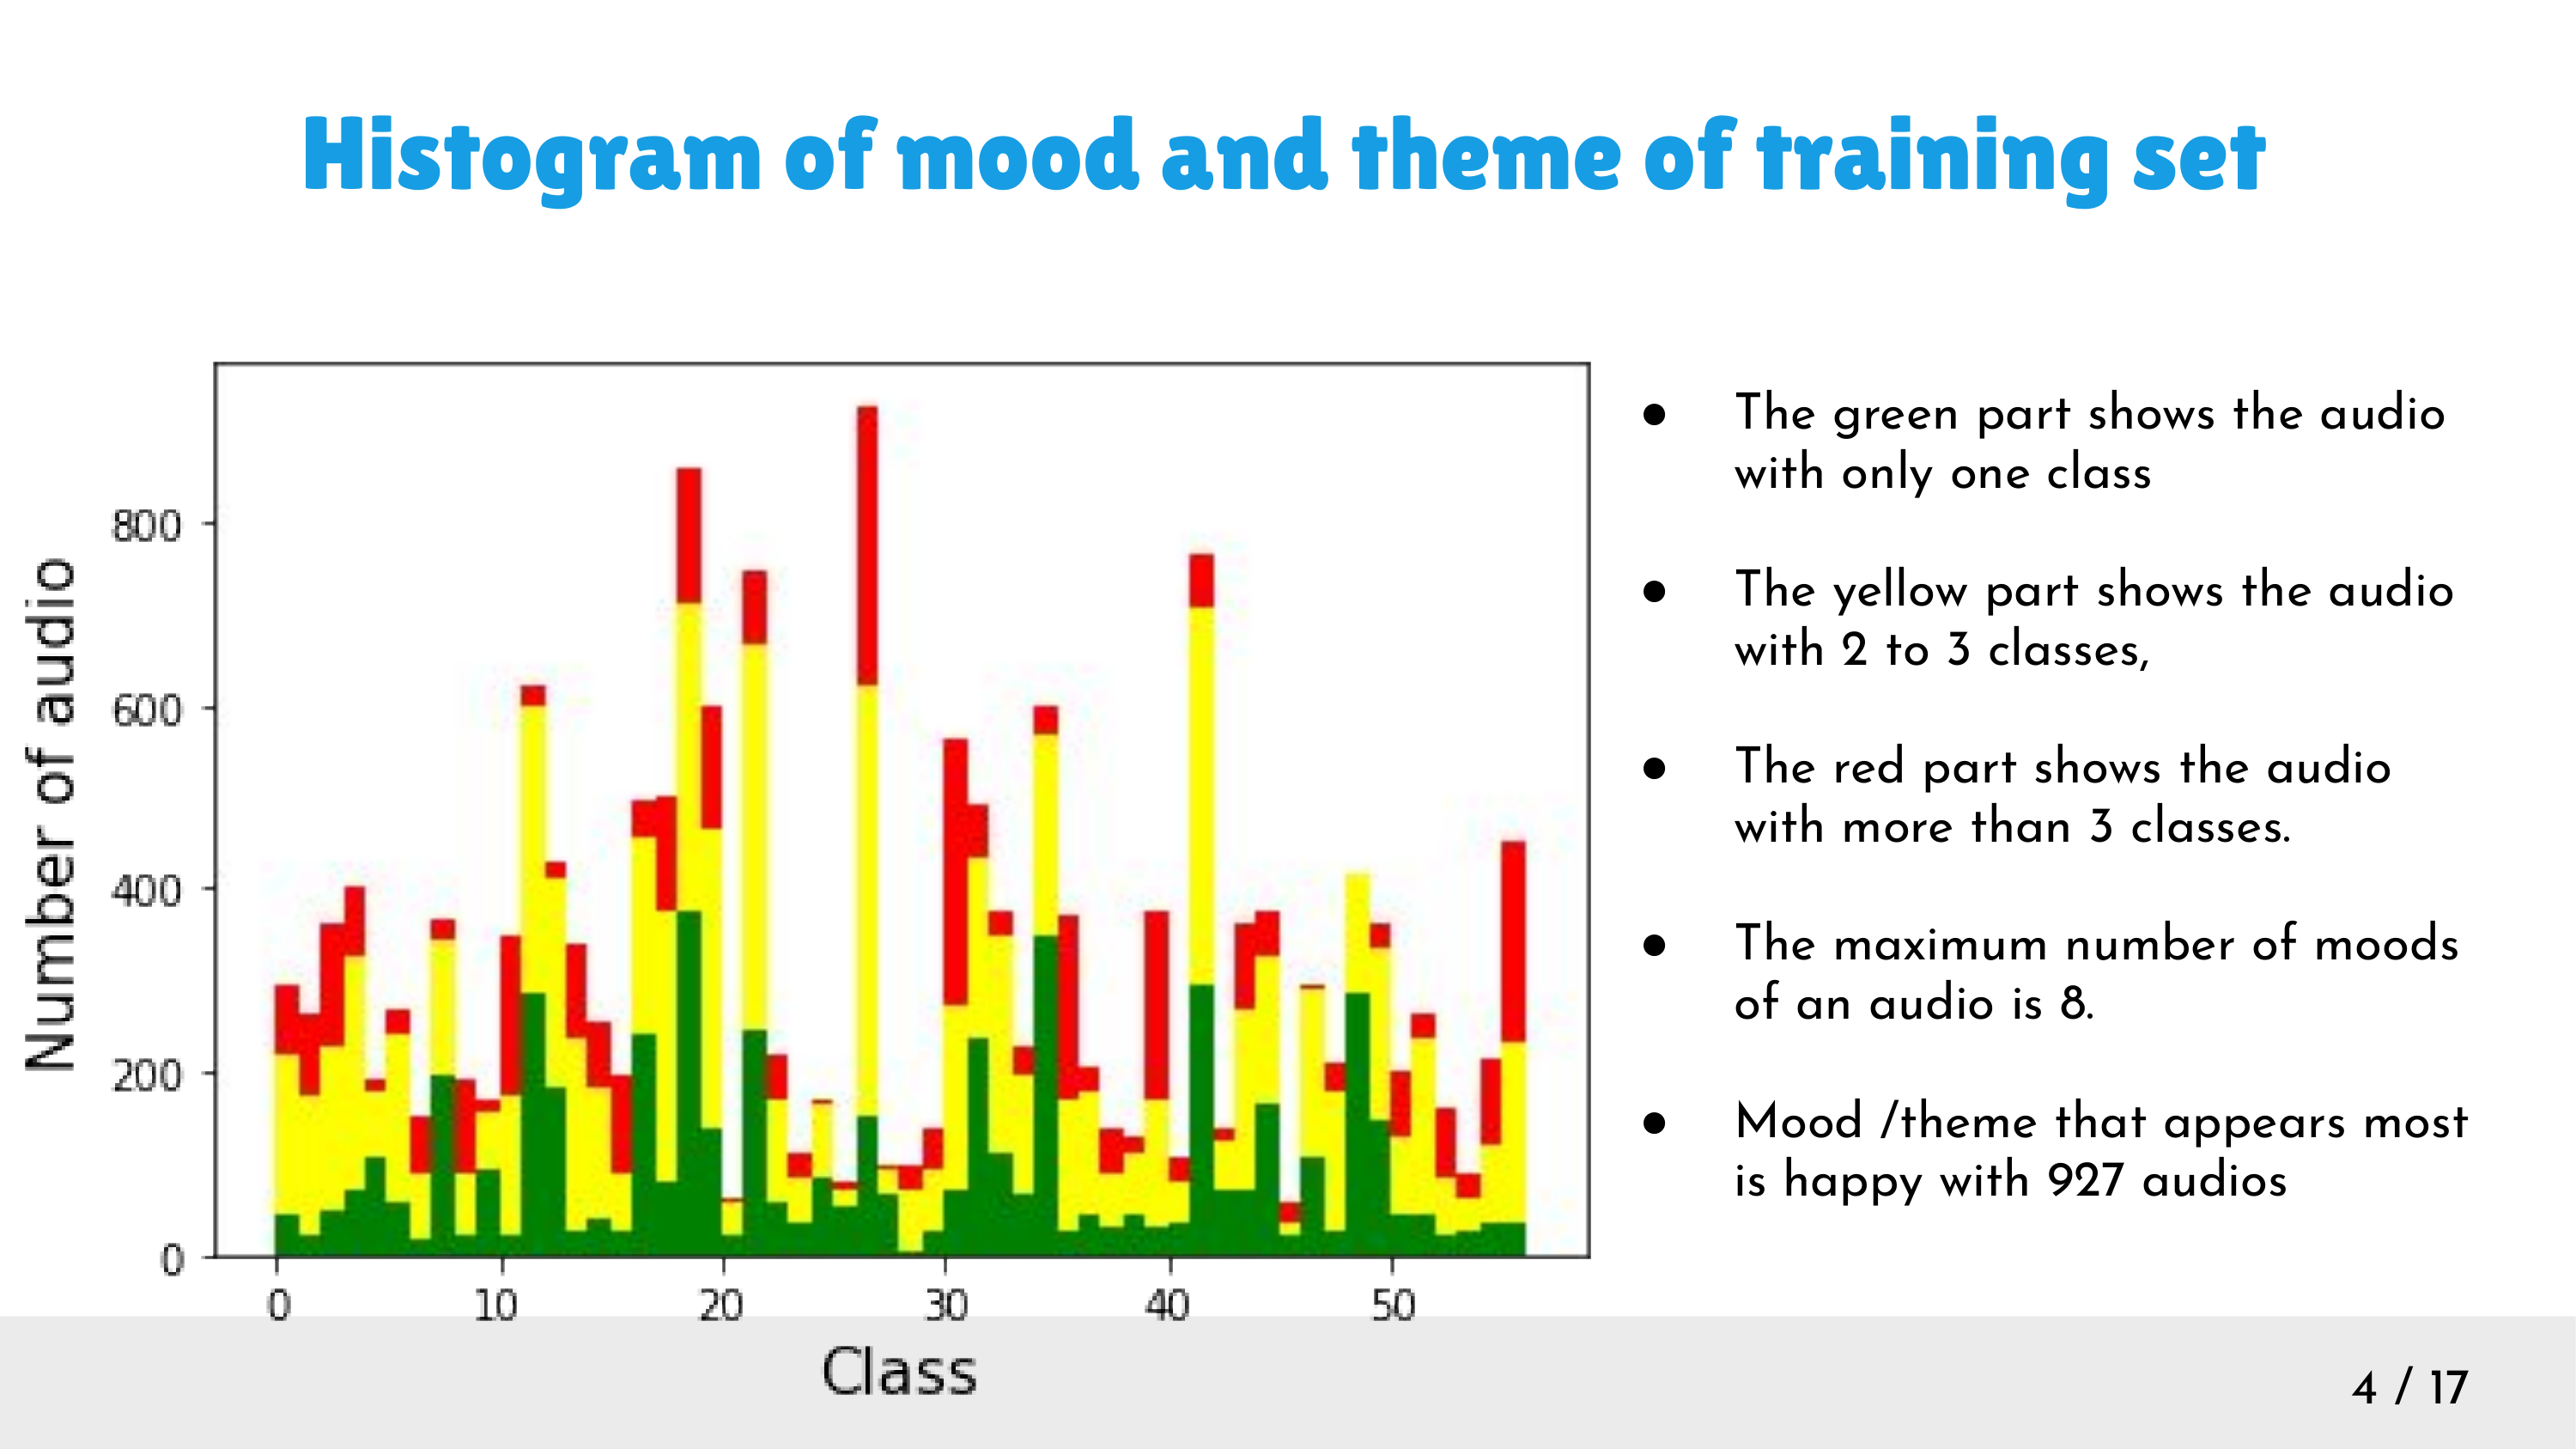 Histogram of mood and theme of training set
Number of audio
800
600
400
200
0
0 10 20 30 40 50
Class
● The green part shows the audio
with only one class
● The yellow part shows the audio
with 2 to 3 classes,
● The red part shows the audio
with more than 3 classes.
● The maximum number of moods
of an audio is 8.
● Mood /theme that appears most
is happy with 927 audios
4 / 17